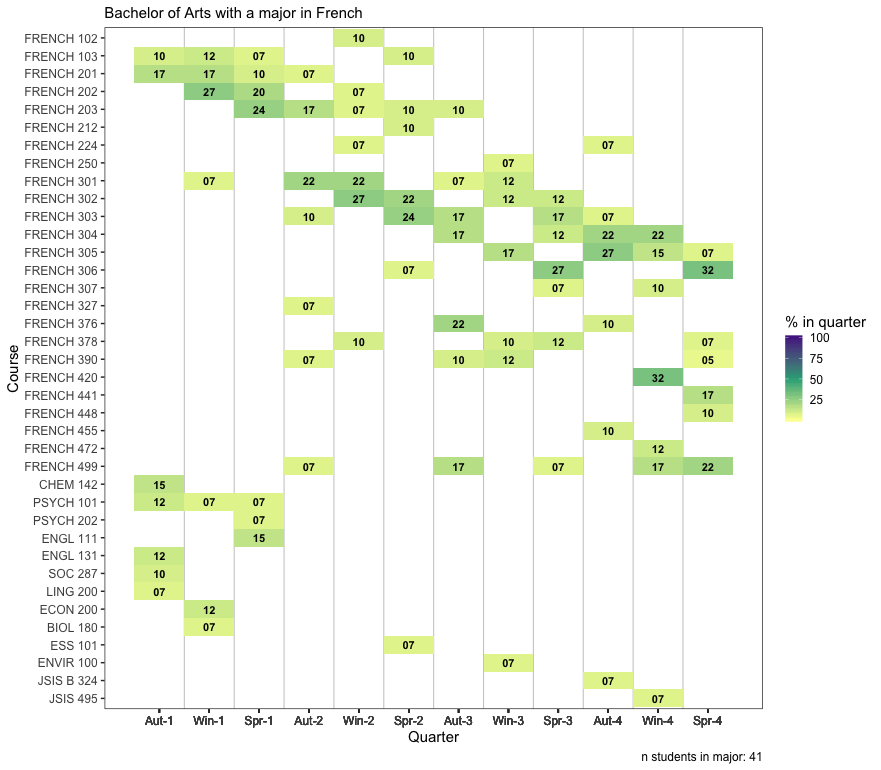 Bachelor of Arts with a major in French
FRENCH 102 10
FRENCH 103 10 12 07 10
FRENCH 201 17 17 10 07
FRENCH 202 27 20 07
FRENCH 203 24 17 07 10 10
FRENCH 212 10
FRENCH 224 07 07
FRENCH 250 07
FRENCH 301 07 22 22 07 12
FRENCH 302 27 22 12 12
FRENCH 303 10 24 17 17 07
FRENCH 304 17 12 22 22
FRENCH 305 17 27 15 07
FRENCH 306 07 27 32
FRENCH 307 07 10
FRENCH 327 07
FRENCH 376 22 10
FRENCH 378 10 10 12 07
FRENCH 390 07 10 12 05
FRENCH 420 32
FRENCH 441 17
FRENCH 448 10
FRENCH 455 10
FRENCH 472 12
FRENCH 499 07 17 07 17 22
CHEM 142 15
PSYCH 101 12 07 07
PSYCH 202 07
ENGL 111 15
ENGL 131 12
SOC 287 10
LING 200 07
ECON 200 12
BIOL 180 07
ESS 101 07
ENVIR 100 07
JSIS B 324 07
JSIS 495 07
Aut-1 Win-1 Spr-1 Aut-2 Win-2 Spr-2 Aut-3 Win-3 Spr-3 Aut-4 Win-4 Spr-4
Quarter
Course
% in quarter
100
75
50
25
n students in major: 41